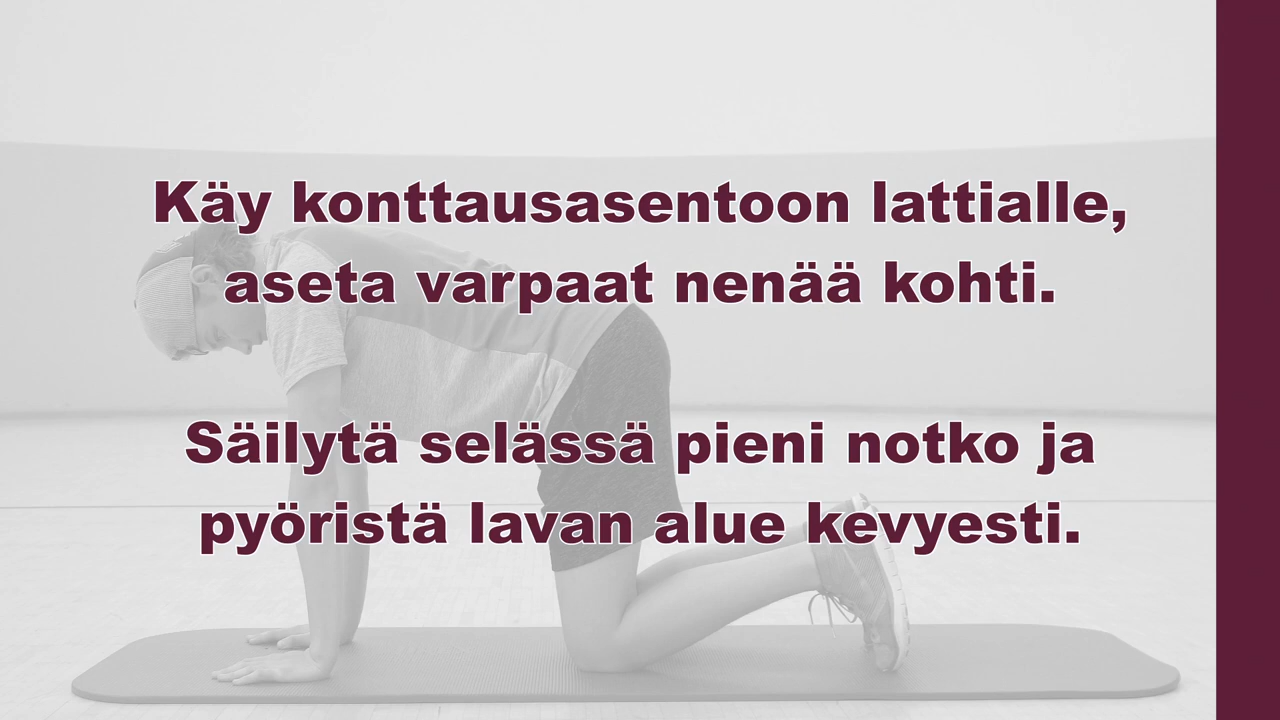 Käy konttausasentoon lattialle,
aseta varpaat nenää kohti.
Säilytä selässä pieni notko ja
pyöristä lavan alue kevyesti.